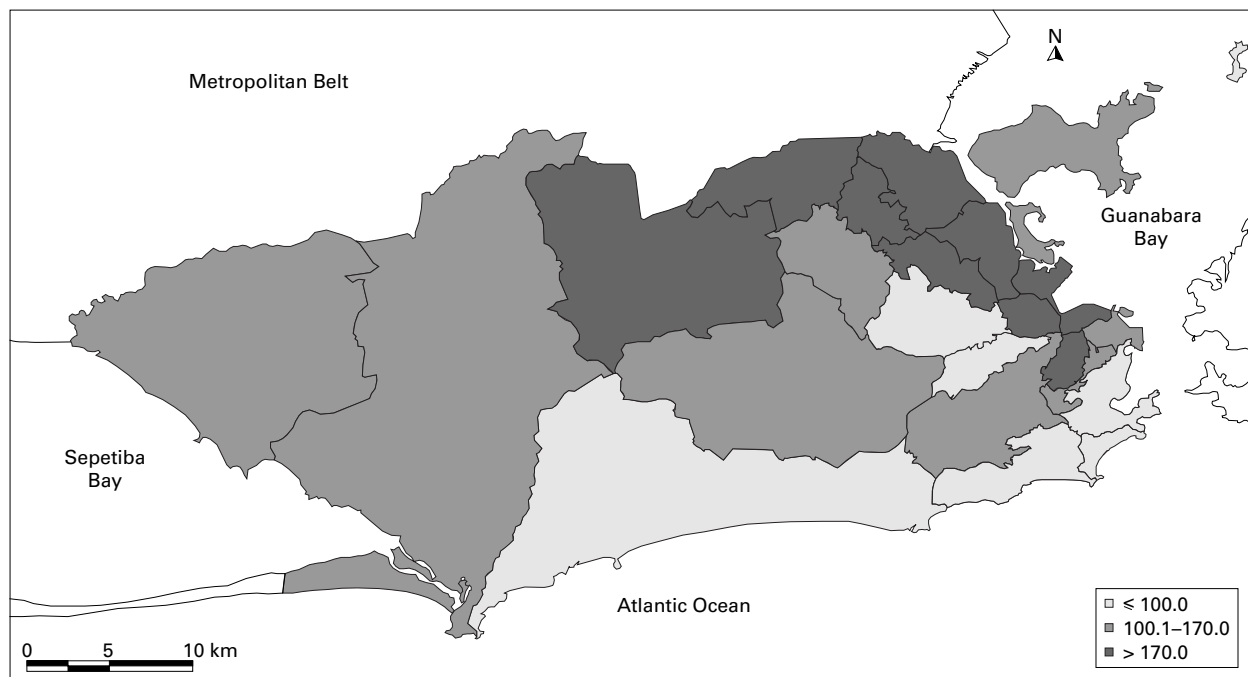 N
Metropolitan Belt
Guanabara
Bay
Sepetiba
Bay
Atlantic Ocean
⩽ 100.0
100.1–170.0
> 170.0
0 5 10 km